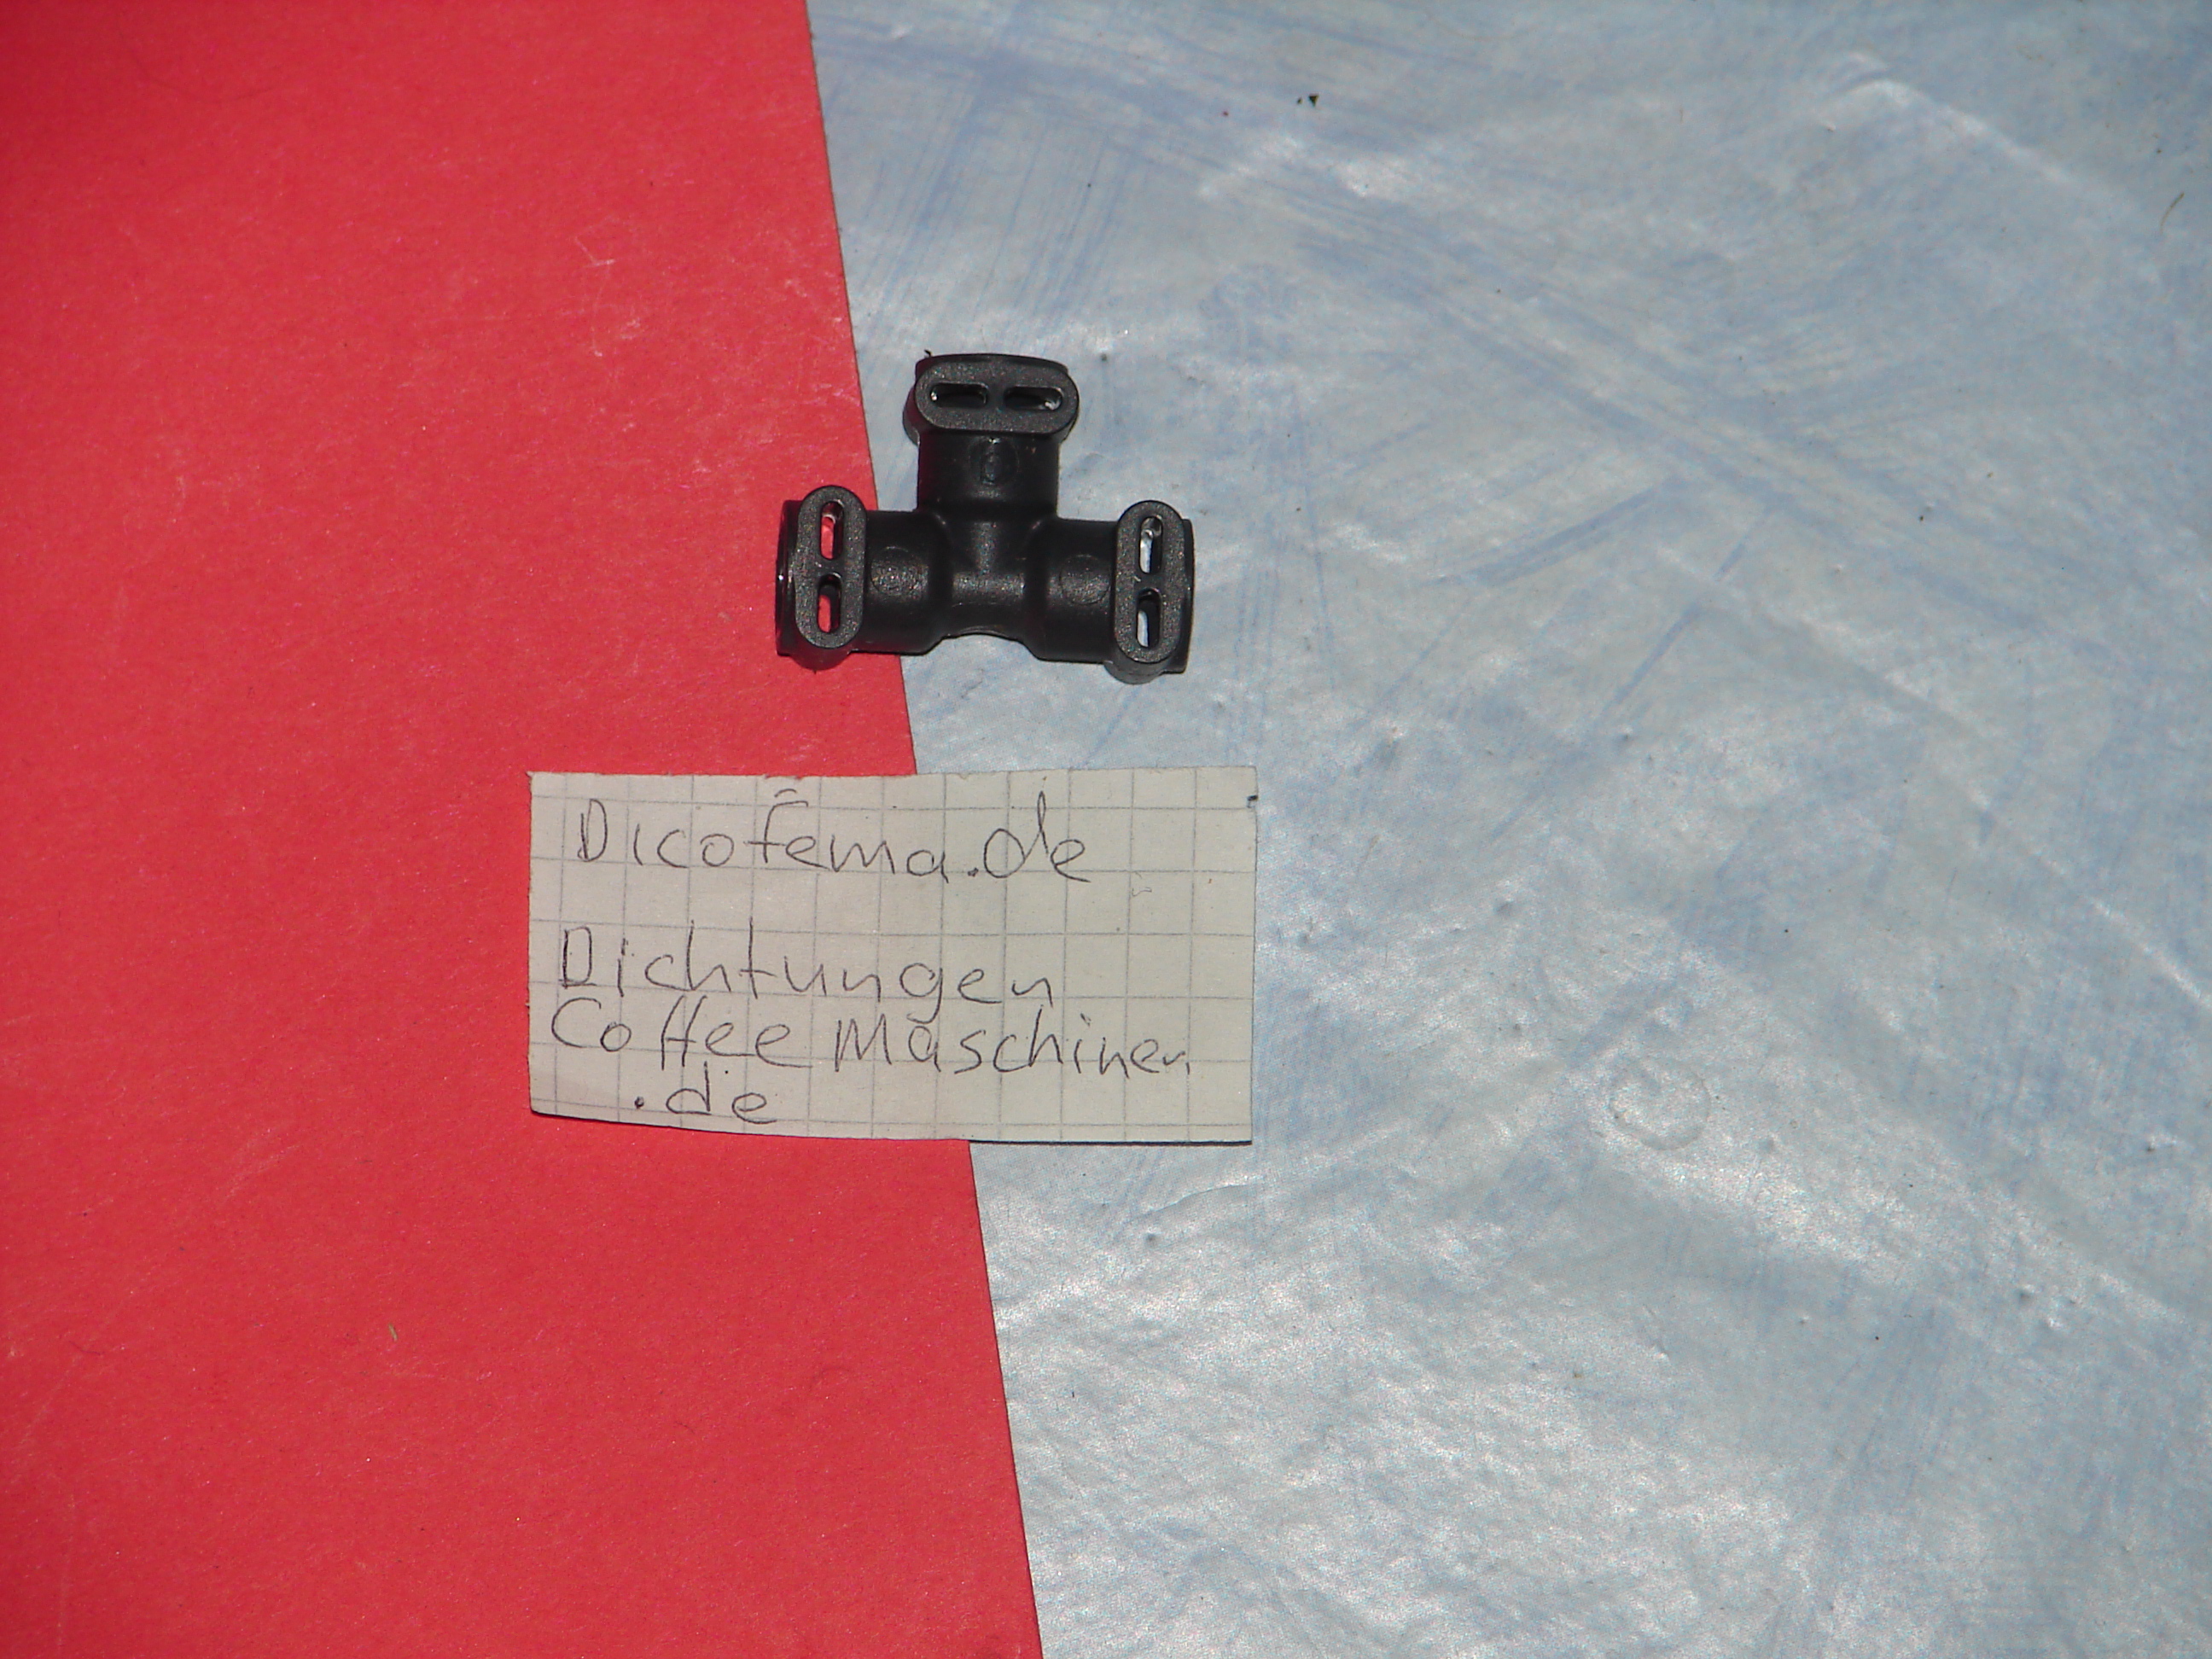 Dicofema.de
Dichtungen
Coffee Maschinen
.de